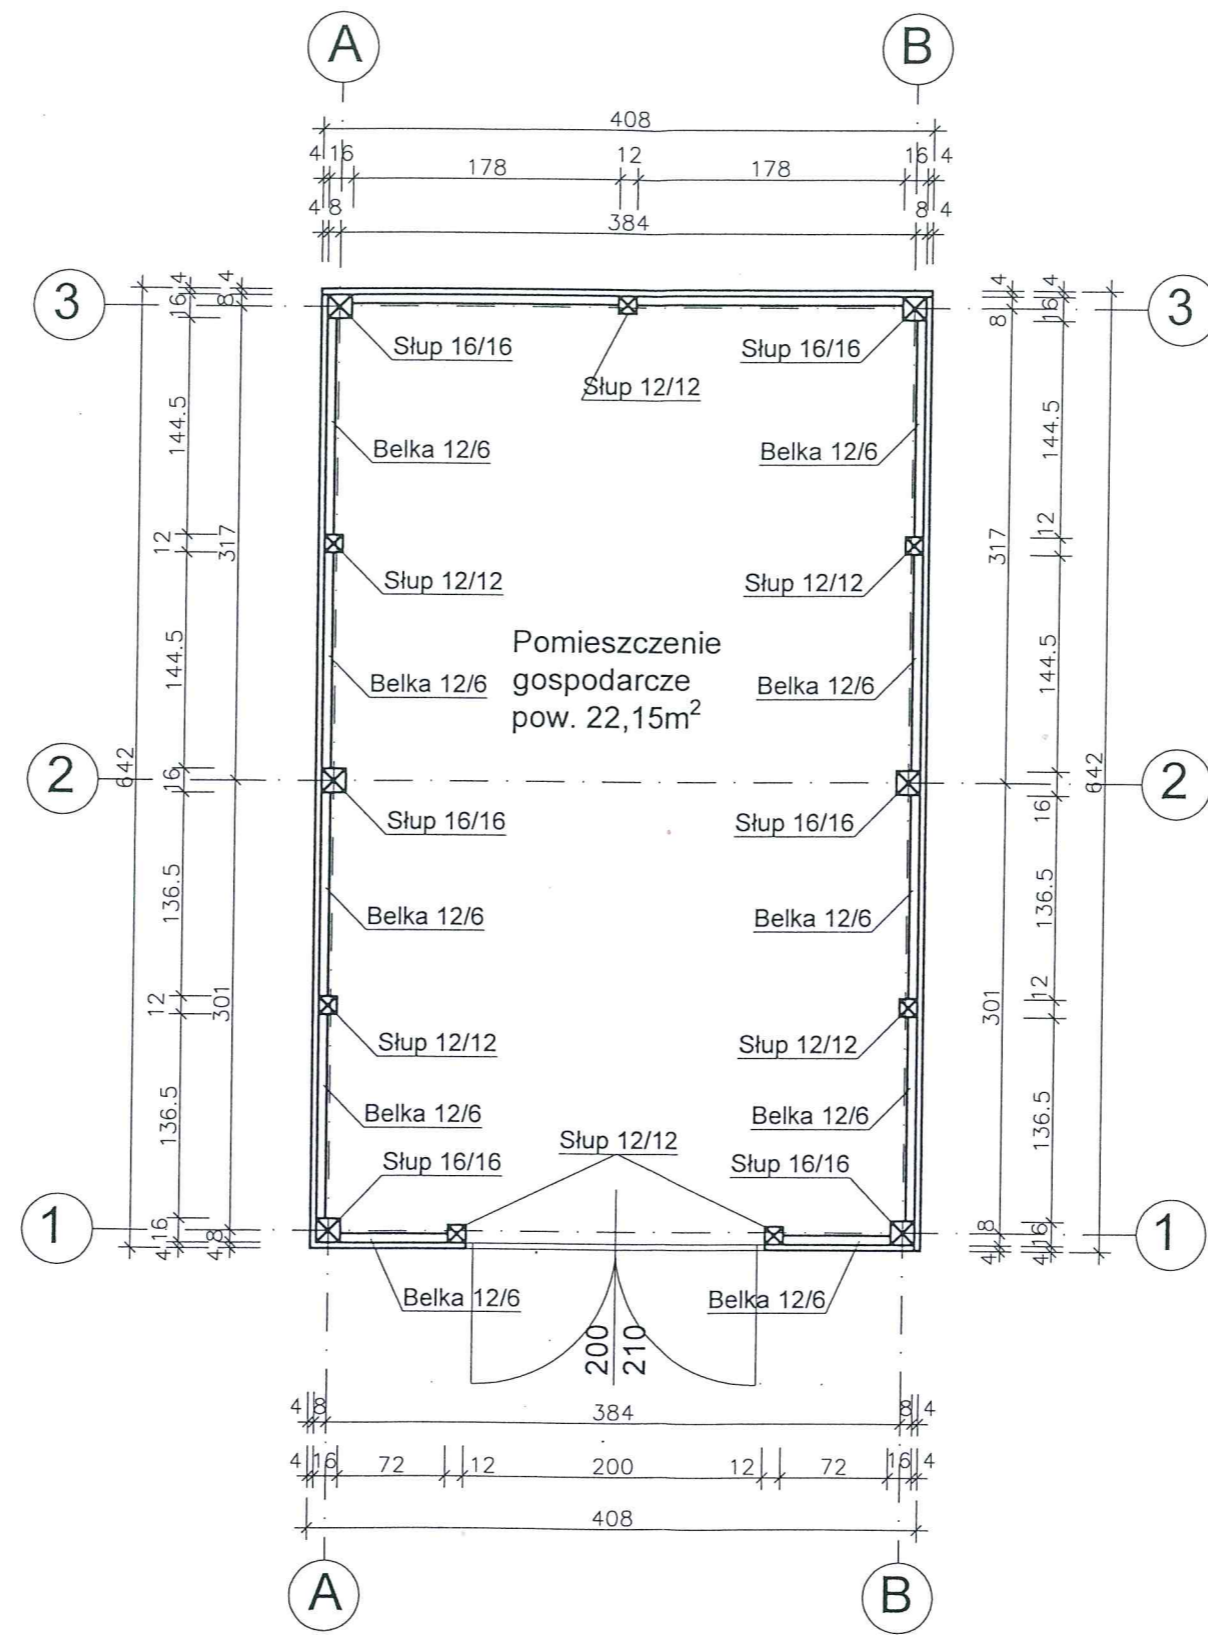 A B
408
4 16 178 12 178 16 4
4 8 384 8 4
3 3
4 4 4 4
16 8 8 16
Słup 16/16 Słup 16/16
Słup 12/12
144.5 144.5
Belka 12/6 Belka 12/6
12 317 317 12
Słup 12/12 Słup 12/12
Pomieszczenie
gospodarcze
pow. 22,15m²
144.5 144.5
Belka 12/6 Belka 12/6
2 642 16 16 642 2
Słup 16/16 Słup 16/16
136.5 136.5
Belka 12/6 Belka 12/6
12 301 301 12
Słup 12/12 Słup 12/12
136.5 136.5
Belka 12/6 Belka 12/6
Słup 12/12
Słup 16/16 Słup 16/16
1 1
16 8 8 16
4 4 4 4
Belka 12/6 Belka 12/6
200
210
4 8 384 8 4
4 16 72 12 200 12 72 16 4
408
A B